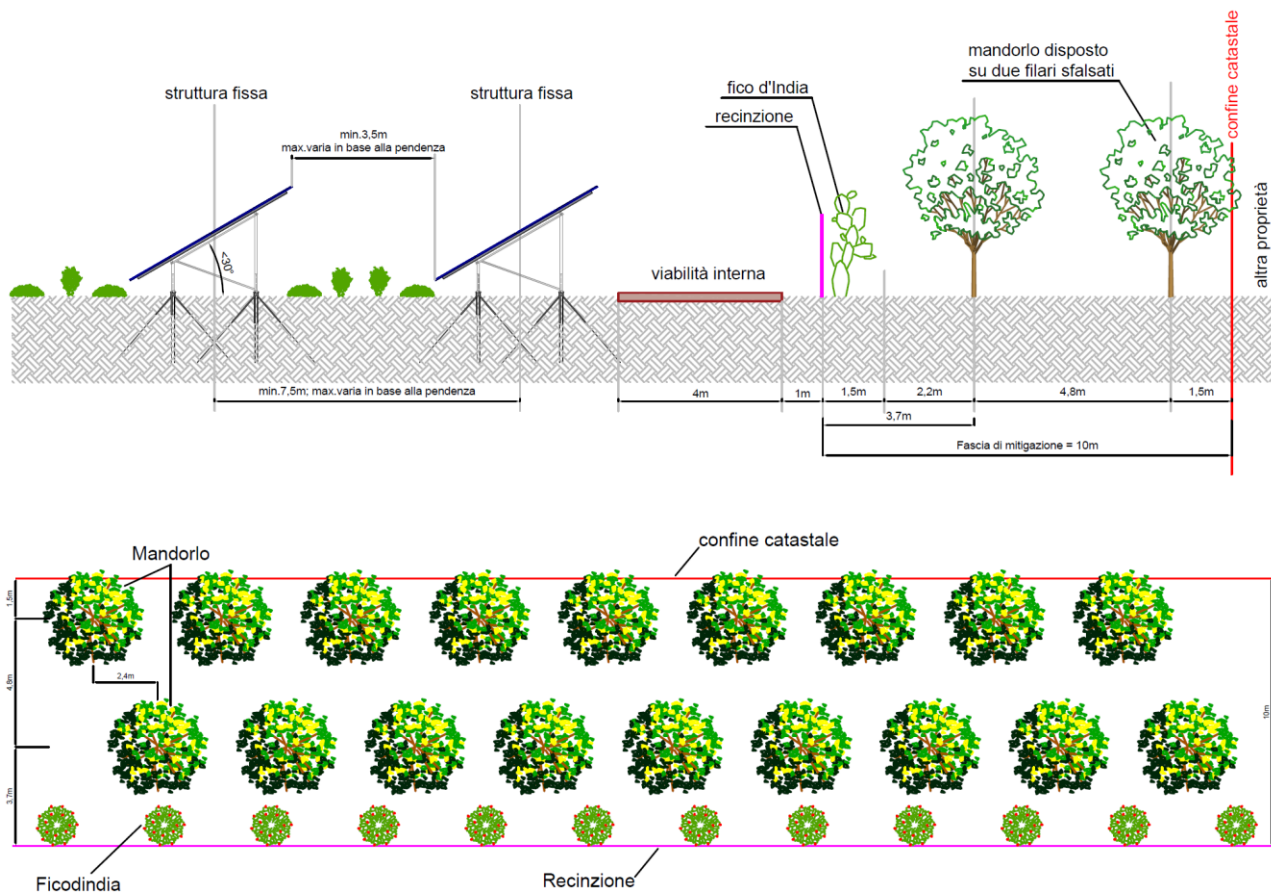 mandorlo disposto
su due filari sfalsati
confine catastale
struttura fissa
struttura fissa
fico d'India
recinzione
min.3,5m
max.varia in base alla pendenza
altra proprietà
<30°
viabilità interna
min.7,5m; max.varia in base alla pendenza
4m
1m
1,5m
2,2m
4,8m
1,5m
3,7m
Fascia di mitigazione = 10m
confine catastale
Mandorlo
1,5m
2,4m
4,8m
10m
3,7m
Ficodindia
Recinzione